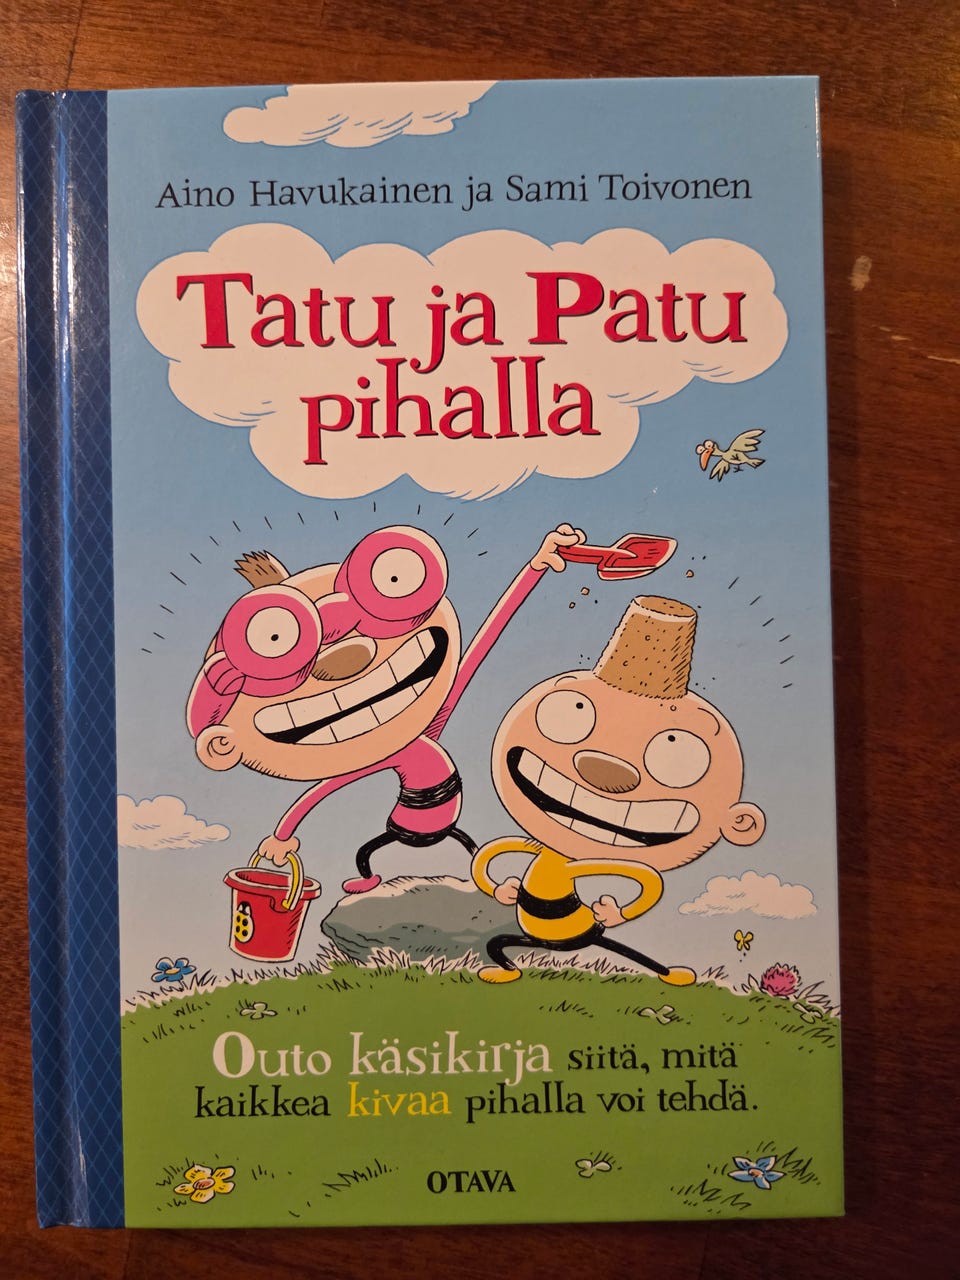 Aino Havukainen ja Sami Toivonen
Tatu ja Patu
pihalla
Outo käsikirja siitä, mitä
kaikkea kivaa pihalla voi tehdä.
OTAVA